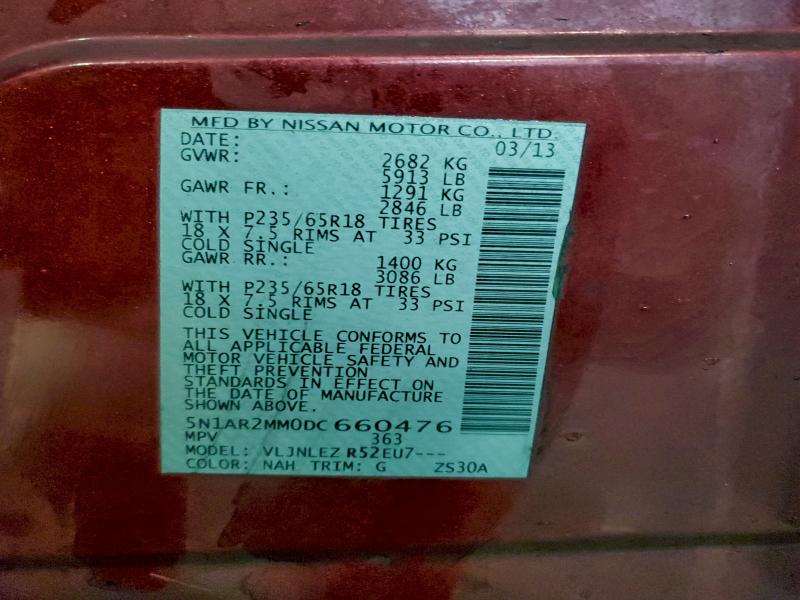 MFD BY NISSAN MOTOR CO., LTD.
DATE: 03/13
GVWR: 2682 KG
5913 LB
GAWR FR.: 1291 KG
2846 LB
WITH P235/65R18 TIRES
18 X 7.5 RIMS AT 33 PSI
COLD SINGLE
GAWR RR.: 1400 KG
3086 LB
WITH P235/65R18 TIRES
18 X 7.5 RIMS AT 33 PSI
COLD SINGLE
THIS VEHICLE CONFORMS TO
ALL APPLICABLE FEDERAL
MOTOR VEHICLE SAFETY AND
THEFT PREVENTION
STANDARDS IN EFFECT ON
THE DATE OF MANUFACTURE
SHOWN ABOVE.
5N1AR2MM0DC660476
MPV 363
MODEL: VLJNLEZ R52EU7---
COLOR: NAH TRIM: G ZS30A